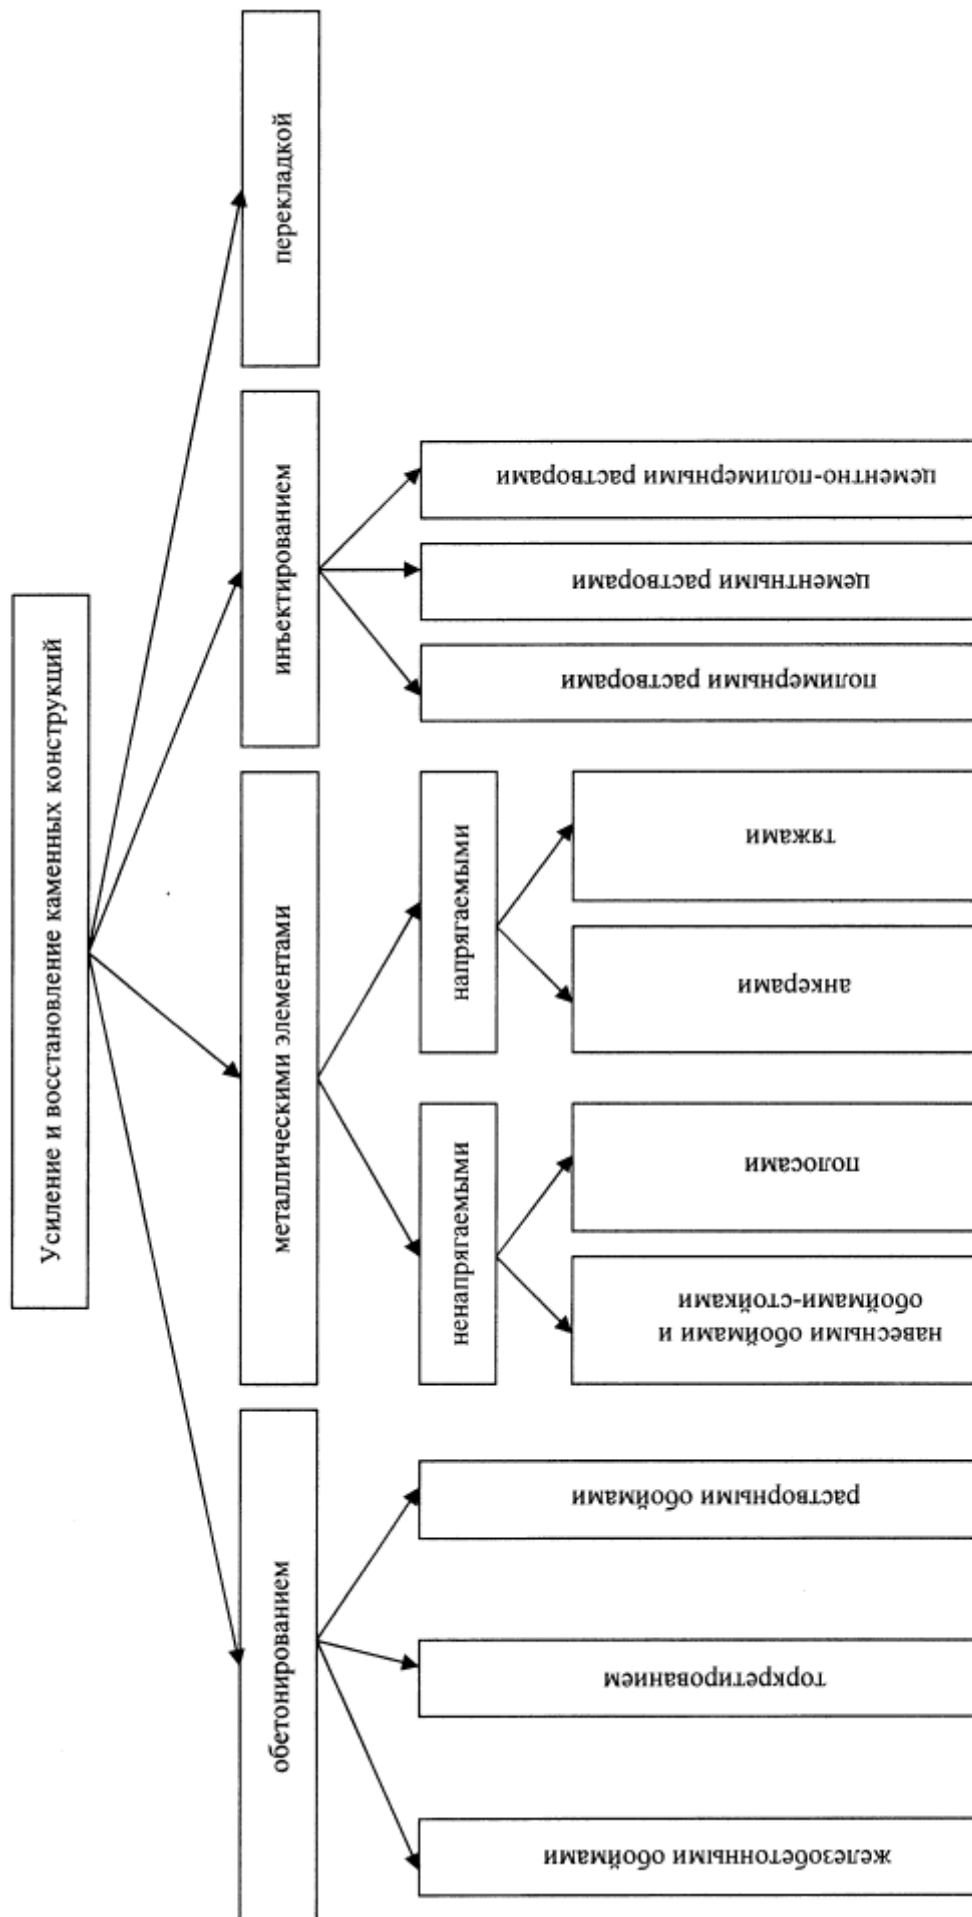 Усиление и восстановление каменных конструкций
обетонированием
металлическими элементами
инъектированием
перекладкой
железобетонными обоймами
торкретированием
растворными обоймами
ненапрягаемыми
напрягаемыми
навесными обоймами и
обоймами-стойками
полосами
анкерами
тяжами
полимерными растворами
цементными растворами
цементно-полимерными растворами